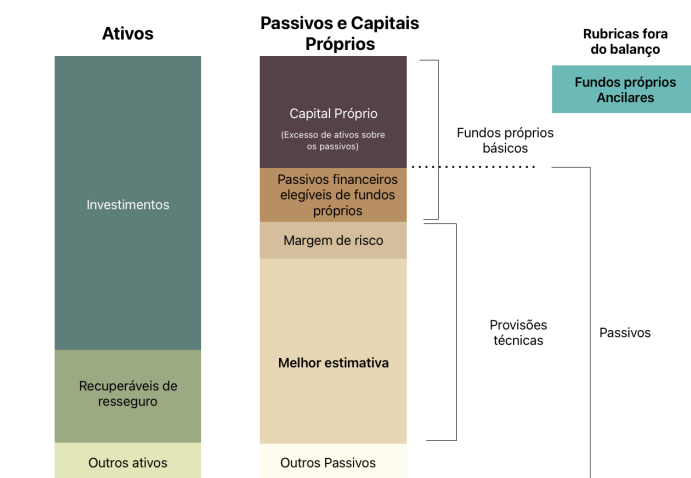 Ativos
Passivos e Capitais
Próprios
Rubricas fora
do balanço
Fundos próprios
Ancilares
Capital Próprio
(Excesso de ativos sobre
os passivos)
Fundos próprios
básicos
Passivos financeiros
elegíveis de fundos
próprios
Investimentos
Margem de risco
Provisões
técnicas
Passivos
Melhor estimativa
Recuperáveis de
resseguro
Outros ativos
Outros Passivos